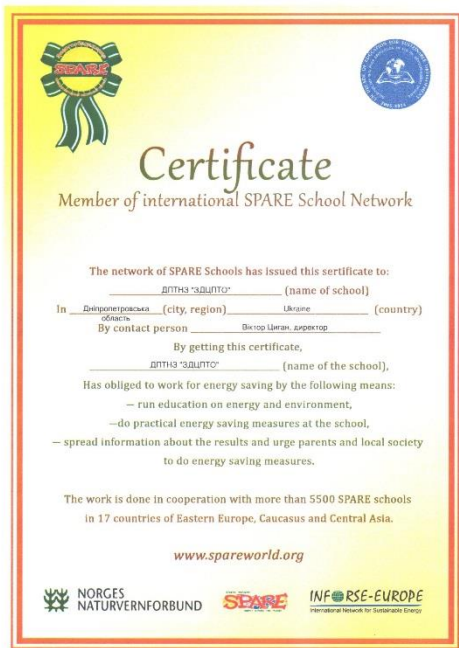 SPARE
Certificate
Member of international SPARE School Network
The network of SPARE Schools has issued this certificate to:
ДПТНЗ "ЗДЦПТО" (name of school)
In Дніпропетровська область (city, region) Ukraine (country)
By contact person Віктор Циган, директор
By getting this certificate,
ДПТНЗ "ЗДЦПТО" (name of the school),
Has obliged to work for energy saving by the following means:
— run education on energy and environment,
—do practical energy saving measures at the school,
— spread information about the results and urge parents and local society
to do energy saving measures.
The work is done in cooperation with more than 5500 SPARE schools
in 17 countries of Eastern Europe, Caucasus and Central Asia.
www.spareworld.org
NORGES
NATURVERNFORBUND
SPARE
INFORSE-EUROPE
International Network for Sustainable Energy